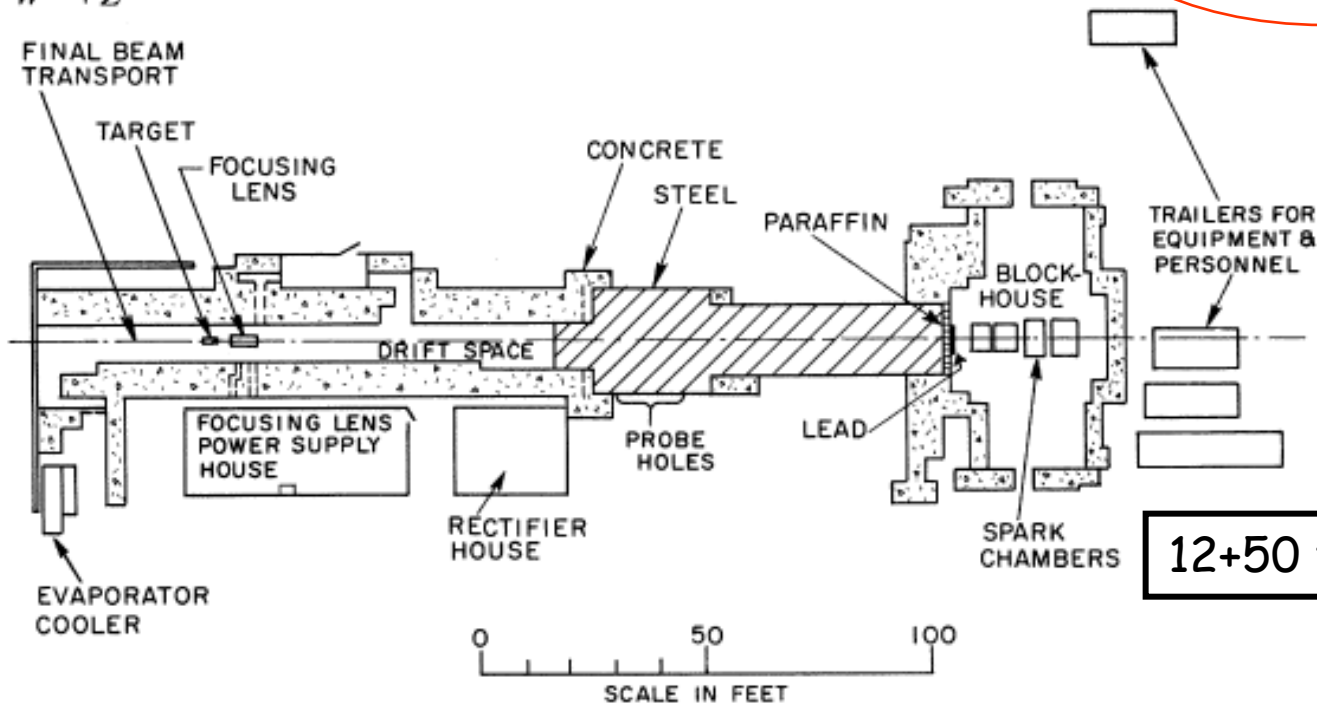 FINAL BEAM
TRANSPORT
TARGET
FOCUSING
LENS
CONCRETE
STEEL
PARAFFIN
TRAILERS FOR
EQUIPMENT &
PERSONNEL
BLOCK-
HOUSE
DRIFT SPACE
FOCUSING LENS
POWER SUPPLY
HOUSE
PROBE
HOLES
LEAD
RECTIFIER
HOUSE
SPARK
CHAMBERS
12+50
EVAPORATOR
COOLER
0 50 100
SCALE IN FEET